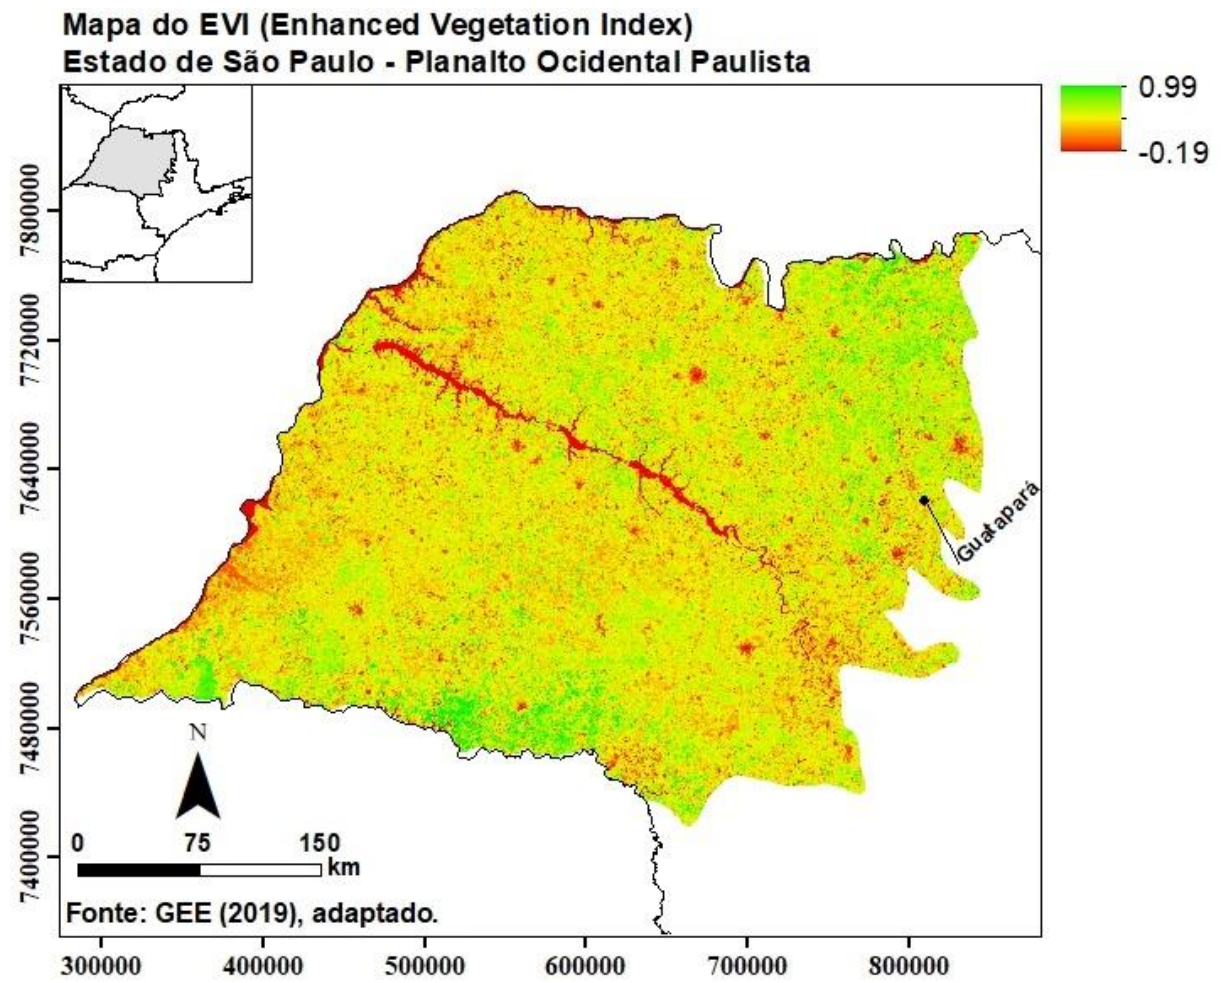 Mapa do EVI (Enhanced Vegetation Index)
Estado de São Paulo - Planalto Ocidental Paulista
0.99
-0.19
7800000
7720000
7640000
7560000
7480000
7400000
Guatapará
N
0 75 150
km
Fonte: GEE (2019), adaptado.
300000 400000 500000 600000 700000 800000